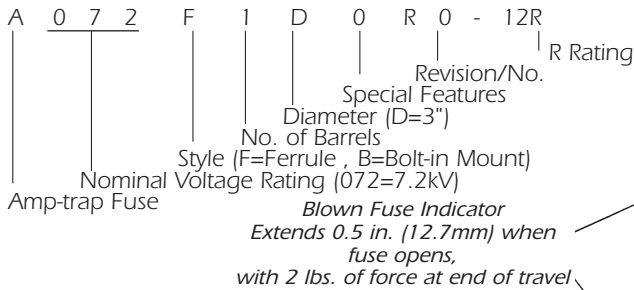 A 0 7 2 F 1 D 0 R 0 - 12R
R Rating
Revision/No.
Special Features
Diameter (D=3")
No. of Barrels
Style (F=Ferrule , B=Bolt-in Mount)
Nominal Voltage Rating (072=7.2kV)
Amp-trap Fuse
Blown Fuse Indicator
Extends 0.5 in. (12.7mm) when
fuse opens,
with 2 lbs. of force at end of travel